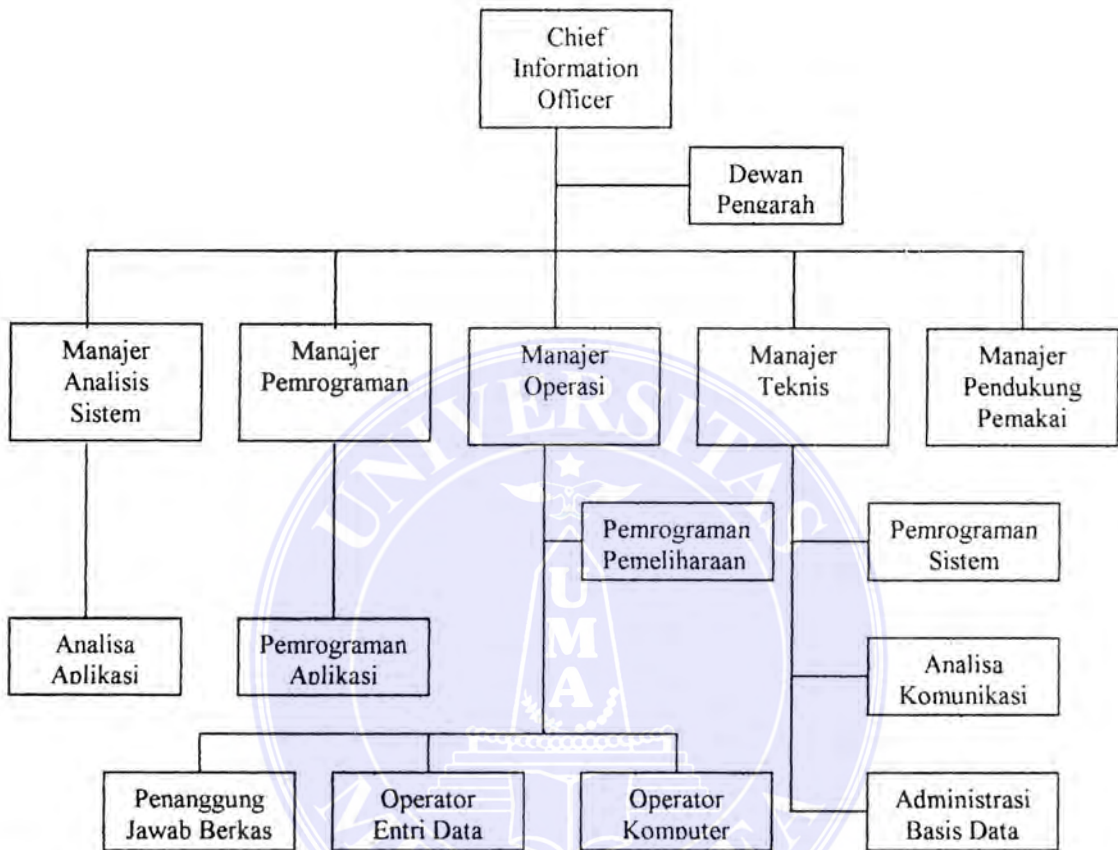 Chief
Information
Officer
Dewan
Pengarah
Manajer
Analisis
Sistem
Manajer
Pemrograman
Manajer
Operasi
Manajer
Teknis
Manajer
Pendukung
Pemakai
UNIVERSITAS
Pemrograman
Pemeliharaan
Pemrograman
Sistem
UMA
Analisa
Aplikasi
Pemrograman
Aplikasi
Analisa
Komunikasi
Penanggung
Jawab Berkas
Operator
Entri Data
Operator
Komputer
Administrasi
Basis Data